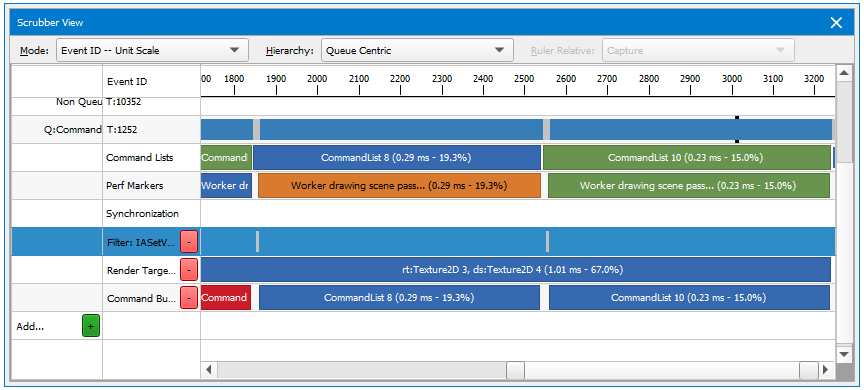 Scrubber View
Mode: Event ID -- Unit Scale Hierarchy: Queue Centric Ruler Relative: Capture
Event ID 00 1800 1900 2000 2100 2200 2300 2400 2500 2600 2700 2800 2900 3000 3100 3200
Non Queu T:10352
Q:Command T:1252
Command Lists Command CommandList 8 (0.29 ms - 19.3%) CommandList 10 (0.23 ms - 15.0%)
Perf Markers Worker dr Worker drawing scene pass... (0.29 ms - 19.3%) Worker drawing scene pass... (0.23 ms - 15.0%)
Synchronization
Filter: IASetV... -
Render Targe... - rt:Texture2D 3, ds:Texture2D 4 (1.01 ms - 67.0%)
Command Bu... - Command CommandList 8 (0.29 ms - 19.3%) CommandList 10 (0.23 ms - 15.0%)
Add... +